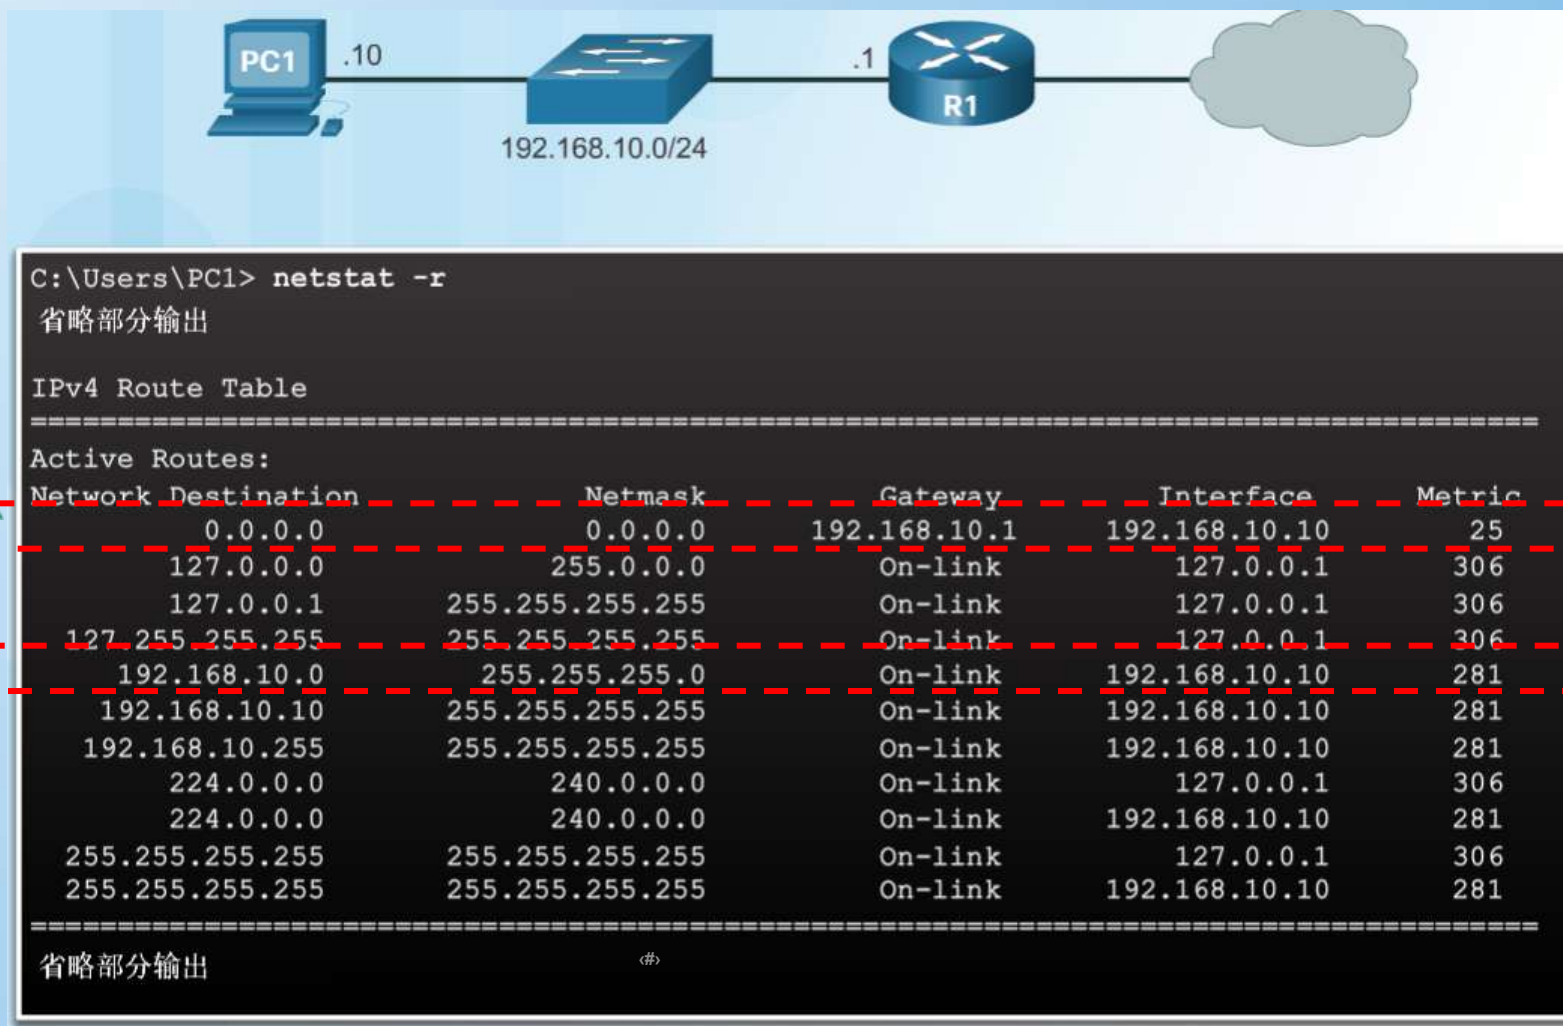 PC1 .10 .1 R1
192.168.10.0/24
C:\Users\PC1> netstat -r
省略部分输出
IPv4 Route Table
===========================================================================
Active Routes:
Network Destination Netmask Gateway Interface Metric
0.0.0.0 0.0.0.0 192.168.10.1 192.168.10.10 25
127.0.0.0 255.0.0.0 On-link 127.0.0.1 306
127.0.0.1 255.255.255.255 On-link 127.0.0.1 306
127.255.255.255 255.255.255.255 On-link 127.0.0.1 306
192.168.10.0 255.255.255.0 On-link 192.168.10.10 281
192.168.10.10 255.255.255.255 On-link 192.168.10.10 281
192.168.10.255 255.255.255.255 On-link 192.168.10.10 281
224.0.0.0 240.0.0.0 On-link 127.0.0.1 306
224.0.0.0 240.0.0.0 On-link 192.168.10.10 281
255.255.255.255 255.255.255.255 On-link 127.0.0.1 306
255.255.255.255 255.255.255.255 On-link 192.168.10.10 281
===========================================================================
省略部分输出 ‹#›